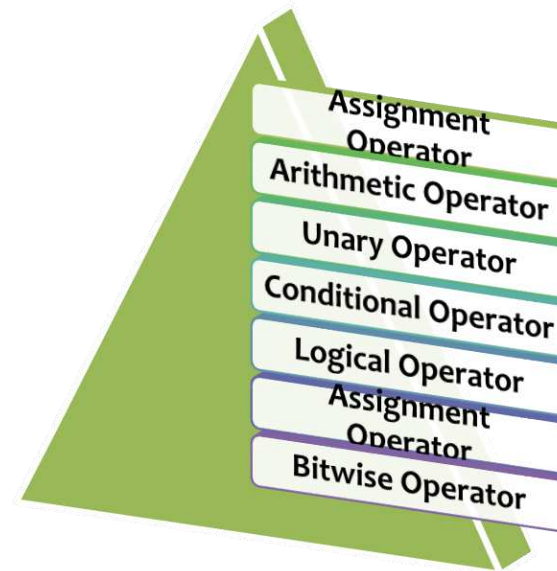 Assignment
Operator
Arithmetic Operator
Unary Operator
Conditional Operator
Logical Operator
Assignment
Operator
Bitwise Operator